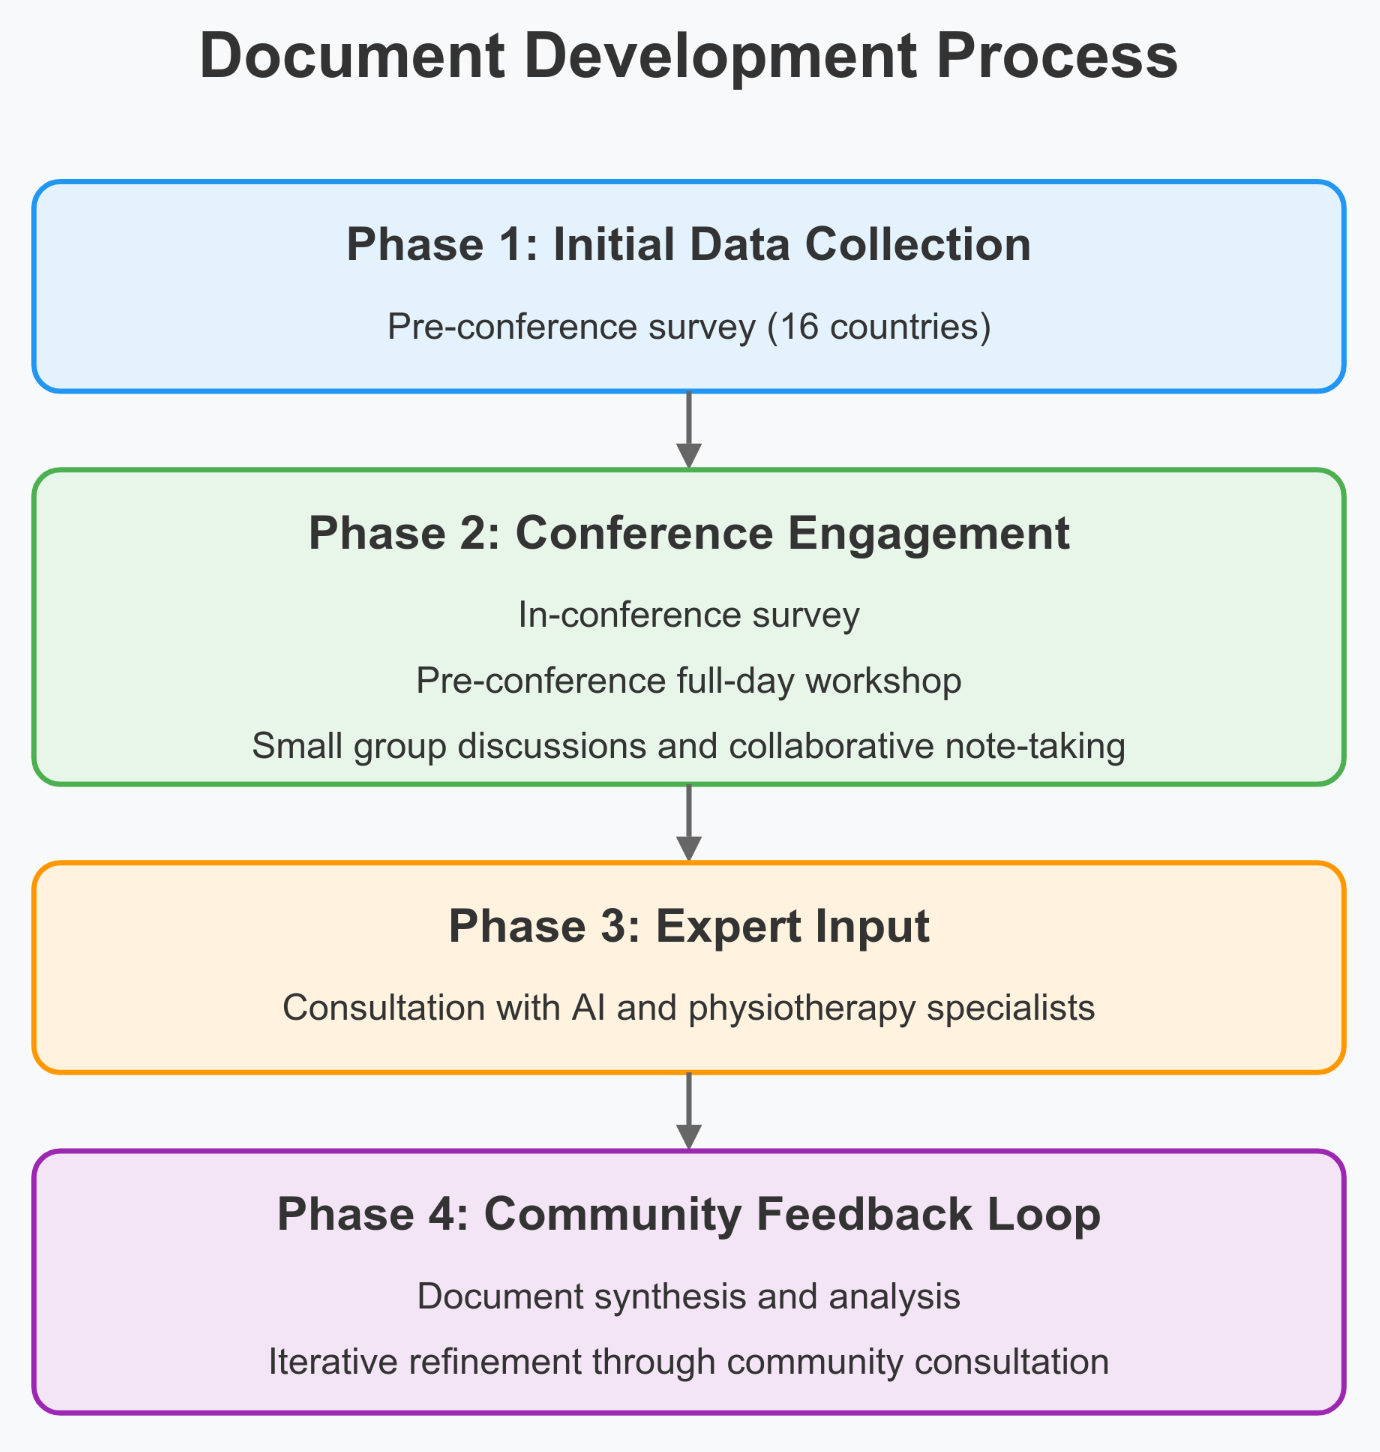 Document Development Process
Phase 1: Initial Data Collection
Pre-conference survey (16 countries)
Phase 2: Conference Engagement
In-conference survey
Pre-conference full-day workshop
Small group discussions and collaborative note-taking
Phase 3: Expert Input
Consultation with AI and physiotherapy specialists
Phase 4: Community Feedback Loop
Document synthesis and analysis
Iterative refinement through community consultation